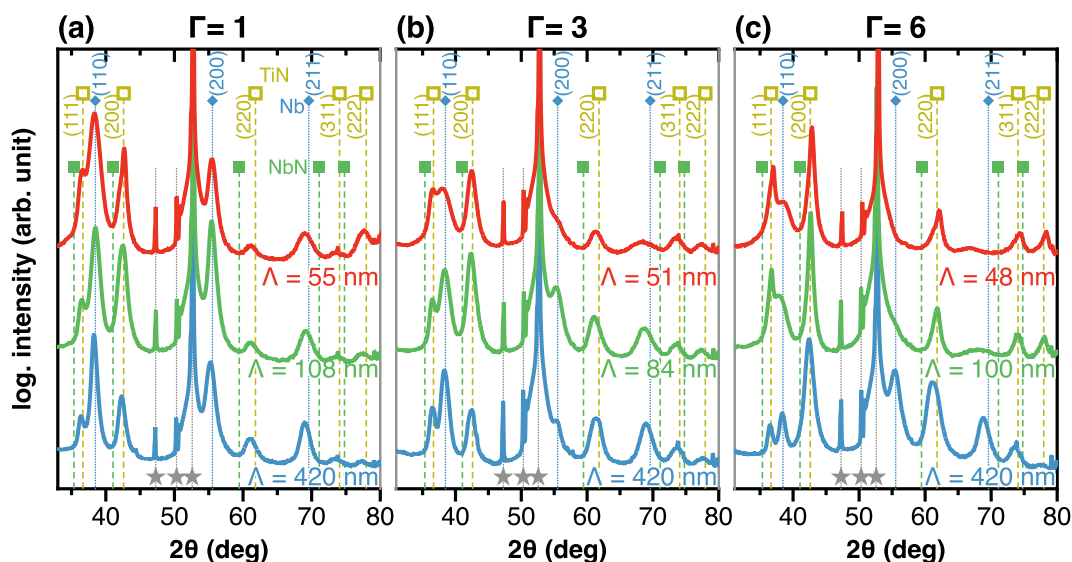 (a) Γ= 1
(b) Γ= 3
(c) Γ= 6
log. intensity (arb. unit)
(111)
(110)
(200)
TiN
Nb
NbN
(200)
(220)
(211)
(311)
(222)
Λ = 55 nm
Λ = 108 nm
Λ = 420 nm
40 50 60 70 80
2θ (deg)
(111)
(110)
(200)
(200)
(220)
(211)
(311)
(222)
Λ = 51 nm
Λ = 84 nm
Λ = 420 nm
40 50 60 70 80
2θ (deg)
(111)
(110)
(200)
(200)
(220)
(211)
(311)
(222)
Λ = 48 nm
Λ = 100 nm
Λ = 420 nm
40 50 60 70 80
2θ (deg)